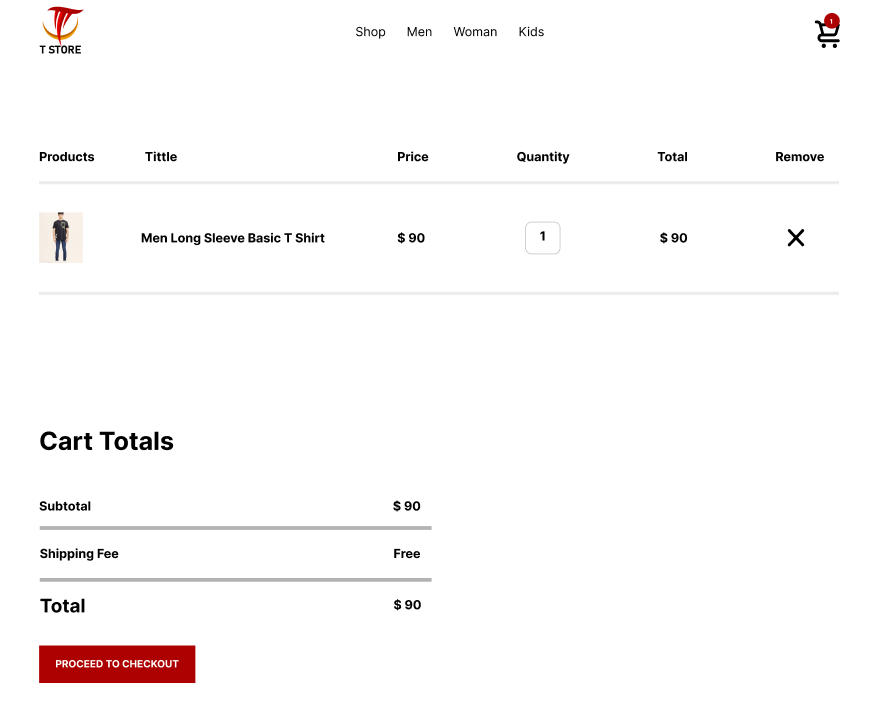 T STORE
Shop Men Woman Kids
1
Products Tittle Price Quantity Total Remove
Men Long Sleeve Basic T Shirt $ 90 1 $ 90
Cart Totals
Subtotal $ 90
Shipping Fee Free
Total $ 90
PROCEED TO CHECKOUT